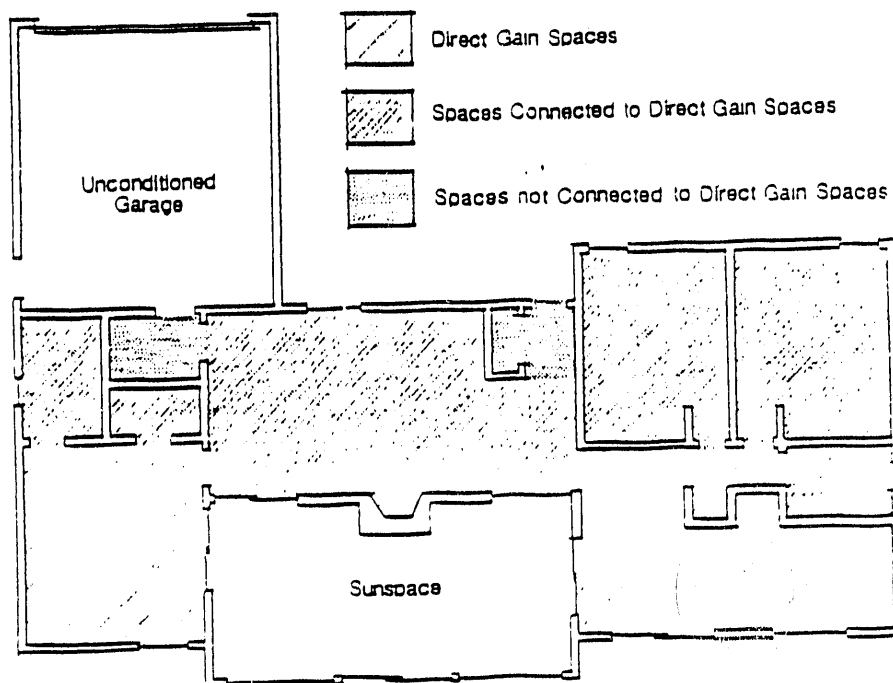 Direct Gain Spaces
Spaces Connected to Direct Gain Spaces
Spaces not Connected to Direct Gain Spaces
Unconditioned
Garage
Sunspace